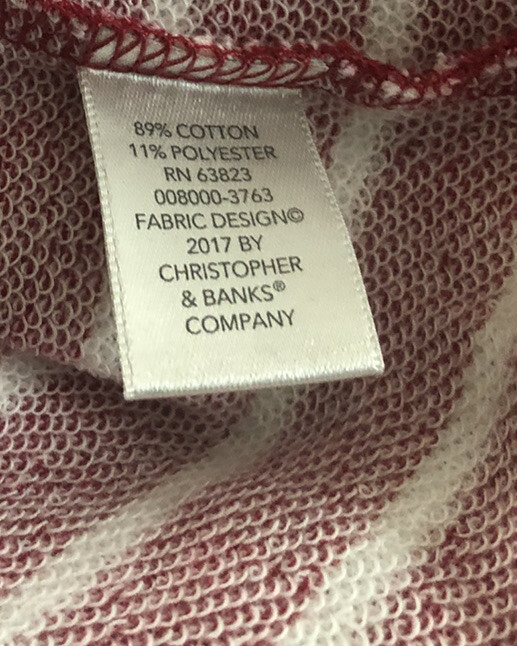 89% COTTON
11% POLYESTER
RN 63823
008000-3763
FABRIC DESIGN©
2017 BY
CHRISTOPHER
& BANKS®
COMPANY